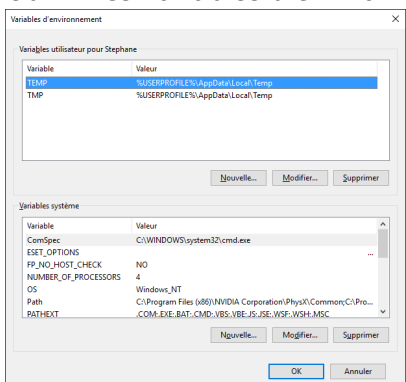 Variables d'environnement
Variables utilisateur pour Stephane
Variable Valeur
TEMP %USERPROFILE%\AppData\Local\Temp
TMP %USERPROFILE%\AppData\Local\Temp
Nouvelle... Modifier... Supprimer
Variables système
Variable Valeur
ComSpec C:\WINDOWS\system32\cmd.exe
ESET_OPTIONS ...
FP_NO_HOST_CHECK NO
NUMBER_OF_PROCESSORS 4
OS Windows_NT
Path C:\Program Files (x86)\NVIDIA Corporation\PhysX\Common;C:\Pro...
PATHEXT .COM;.EXE;.BAT;.CMD;.VBS;.VBE;.JS;.JSE;.WSF;.WSH;.MSC
Nouvelle... Modifier... Supprimer
OK Annuler